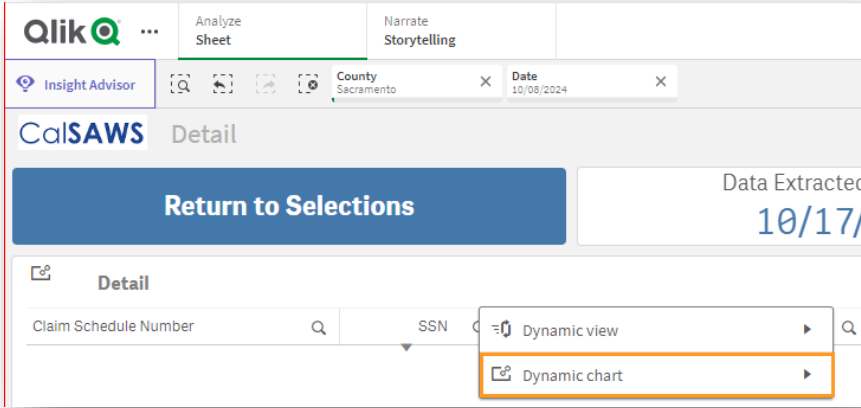 Qlik
Analyze
Sheet
Narrate
Storytelling
Insight Advisor
County
Sacramento
Date
10/08/2024
CalSAWS Detail
Return to Selections
Data Extracted
10/17/
Detail
Claim Schedule Number
SSN
Dynamic view
Dynamic chart